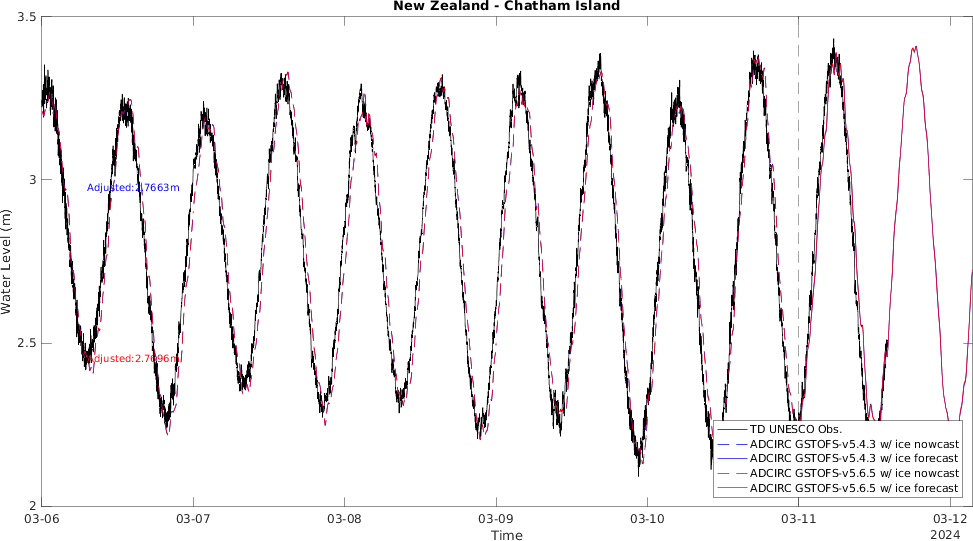 New Zealand - Chatham Island
3.5
3
2.5
2
Water Level (m)
Adjusted:2.7663m
Adjusted:2.7696m
TD UNESCO Obs.
ADCIRC GSTOFS-v5.4.3 w/ ice nowcast
ADCIRC GSTOFS-v5.4.3 w/ ice forecast
ADCIRC GSTOFS-v5.6.5 w/ ice nowcast
ADCIRC GSTOFS-v5.6.5 w/ ice forecast
03-06 03-07 03-08 03-09 03-10 03-11 03-12
Time
2024